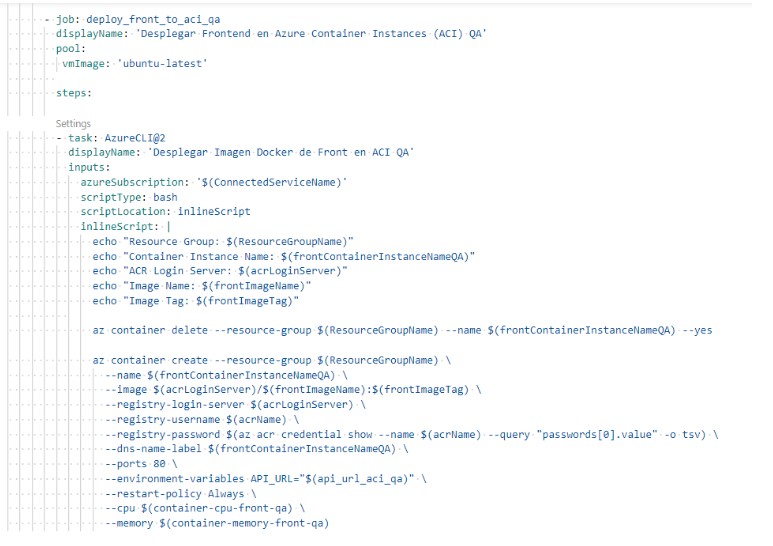 - job: deploy_front_to_aci_qa
displayName: 'Desplegar Frontend en Azure Container Instances (ACI) QA'
pool:
vmImage: 'ubuntu-latest'
steps:
Settings
- task: AzureCLI@2
displayName: 'Desplegar Imagen Docker de Front en ACI QA'
inputs:
azureSubscription: '$(ConnectedServiceName)'
scriptType: bash
scriptLocation: inlineScript
inlineScript: |
echo "Resource Group: $(ResourceGroupName)"
echo "Container Instance Name: $(frontContainerInstanceNameQA)"
echo "ACR Login Server: $(acrLoginServer)"
echo "Image Name: $(frontImageName)"
echo "Image Tag: $(frontImageTag)"
az container delete --resource-group $(ResourceGroupName) --name $(frontContainerInstanceNameQA) --yes
az container create --resource-group $(ResourceGroupName) \
--name $(frontContainerInstanceNameQA) \
--image $(acrLoginServer)/$(frontImageName):$(frontImageTag) \
--registry-login-server $(acrLoginServer) \
--registry-username $(acrName) \
--registry-password $(az acr credential show --name $(acrName) --query "passwords[0].value" -o tsv) \
--dns-name-label $(frontContainerInstanceNameQA) \
--ports 80 \
--environment-variables API_URL="$(api_url_aci_qa)" \
--restart-policy Always \
--cpu $(container-cpu-front-qa) \
--memory $(container-memory-front-qa)